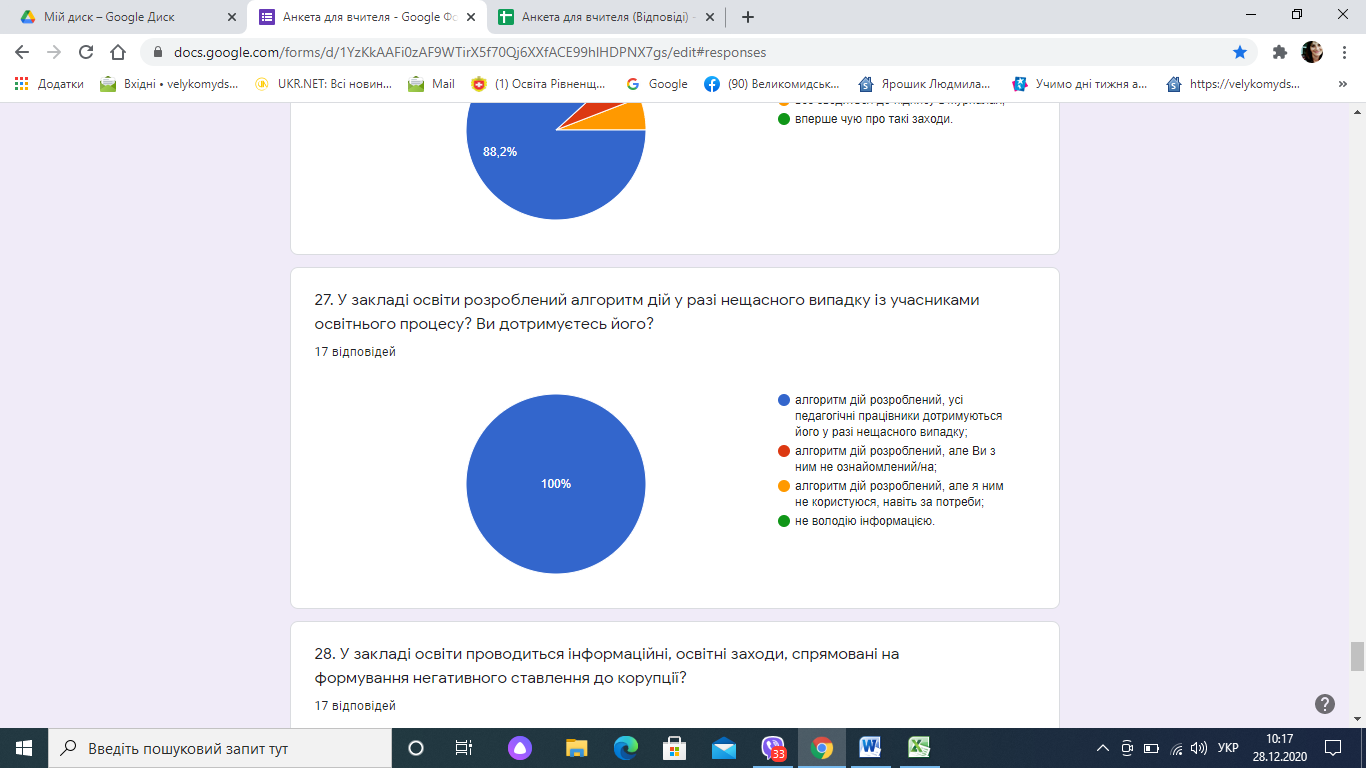 Мій диск – Google Диск
Анкета для вчителя - Google Фо
Анкета для вчителя (Відповіді) -
docs.google.com/forms/d/1YzKkAAFi0zAF9WTirX5f70Qj6XXfACE99hIHDPNX7gs/edit#responses
Додатки
Вхідні • velykomyds...
UKR.NET: Всі новин...
Mail
(1) Освіта Рівненщ...
Google
(90) Великомидськ...
Ярошик Людмила...
Учимо дні тижня а...
https://velykomyds...
»
вперше чую про такі заходи.
88,2%
27. У закладі освіти розроблений алгоритм дій у разі нещасного випадку із учасниками
освітнього процесу? Ви дотримуєтесь його?
17 відповідей
100%
алгоритм дій розроблений, усі
педагогічні працівники дотримуються
його у разі нещасного випадку;
алгоритм дій розроблений, але Ви з
ним не ознайомлений/на;
алгоритм дій розроблений, але я ним
не користуюся, навіть за потреби;
не володію інформацією.
28. У закладі освіти проводиться інформаційні, освітні заходи, спрямовані на
формування негативного ставлення до корупції?
17 відповідей
Введіть пошуковий запит тут
33
УКР
10:17
28.12.2020